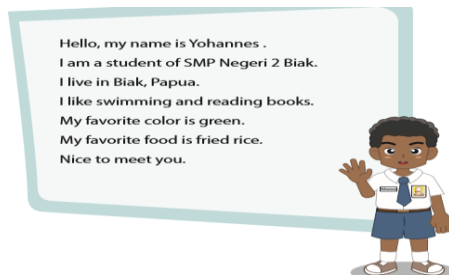 Hello, my name is Yohannes .
I am a student of SMP Negeri 2 Biak.
I live in Biak, Papua.
I like swimming and reading books.
My favorite color is green.
My favorite food is fried rice.
Nice to meet you.